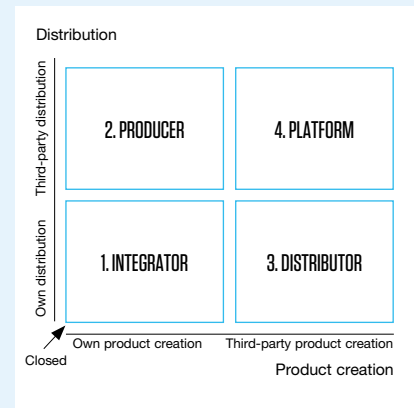 Distribution
Third-party distribution
2. PRODUCER
4. PLATFORM
Own distribution
1. INTEGRATOR
3. DISTRIBUTOR
Closed
Own product creation
Third-party product creation
Product creation